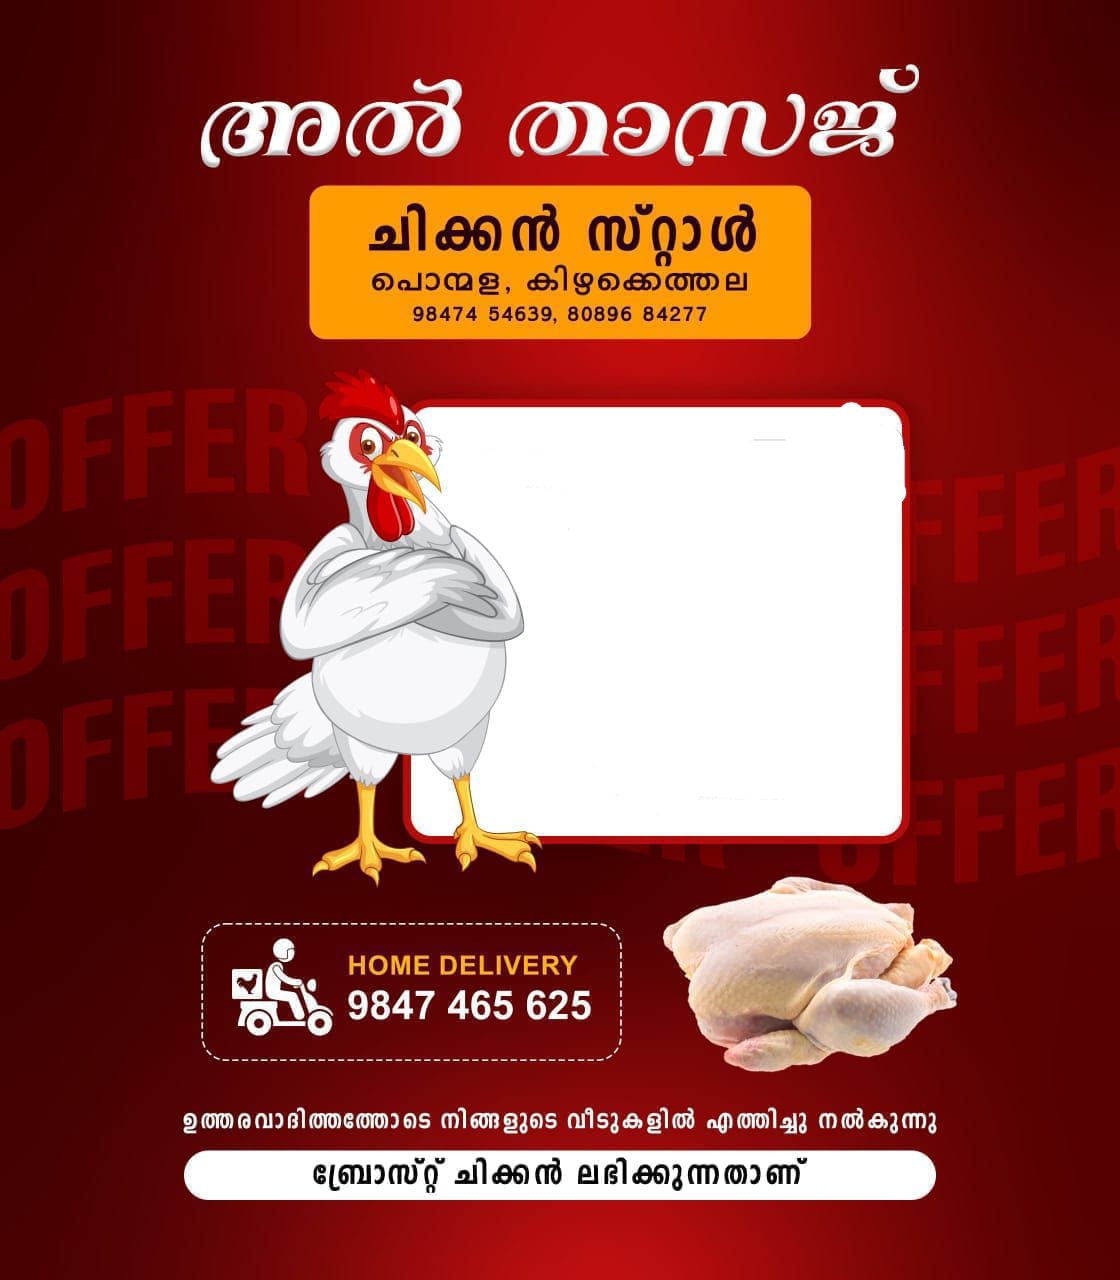 അൽ താസജ്
ചിക്കൻ സ്റ്റാൾ
പൊന്മള, കിഴക്കെത്തല
98474 54639, 80896 84277
OFFER
OFFER
OFFER
OFFER
OFFER
OFFER
HOME DELIVERY
9847 465 625
ഉത്തരവാദിത്തത്തോടെ നിങ്ങളുടെ വീടുകളിൽ എത്തിച്ചു നൽകുന്നു
ബ്രോസ്റ്റ് ചിക്കൻ ലഭിക്കുന്നതാണ്